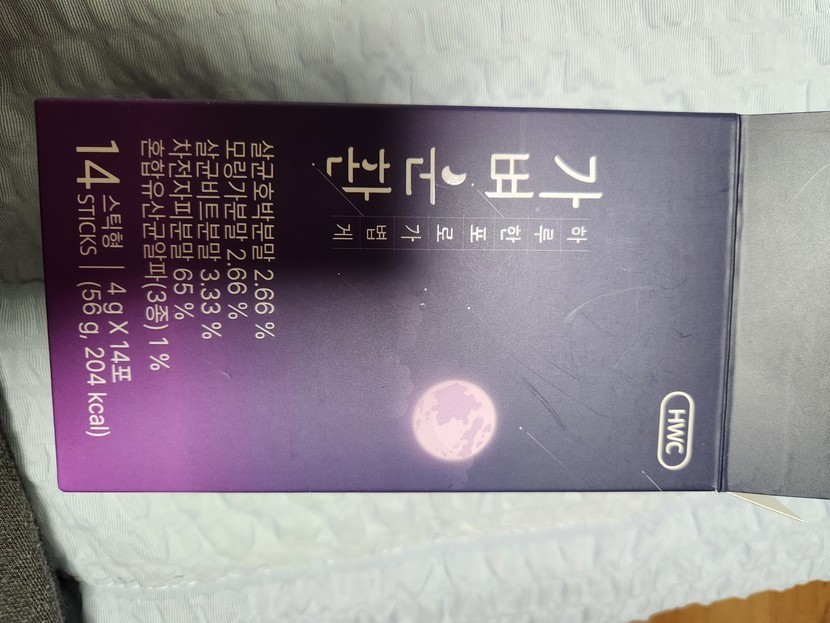 HWC
가벼운환
하루한포로가볍게
살균호박분말 2.66 %
모링가분말 2.66 %
살균비트분말 3.33 %
차전자피분말 65 %
혼합유산균알파(3종) 1 %
14 스틱형 STICKS | 4 g X 14포 (56 g, 204 kcal)